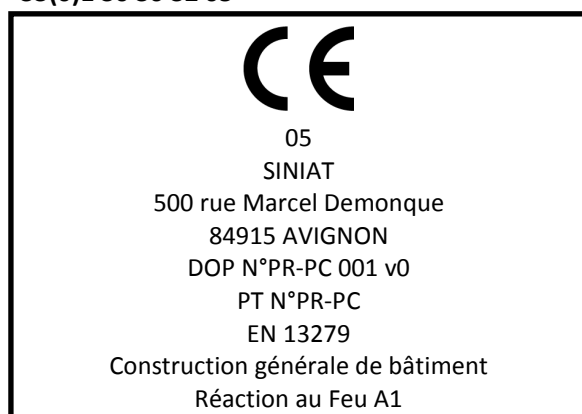 CE
05
SINIAT
500 rue Marcel Demonque
84915 AVIGNON
DOP N°PR-PC 001 v0
PT N°PR-PC
EN 13279
Construction générale de bâtiment
Réaction au Feu A1